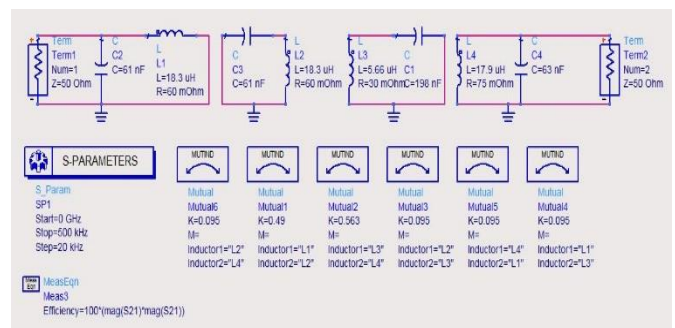 Term
Term1
Num=1
Z=50 Ohm
C
C2
C=61 nF
L
L1
L=18.3 uH
R=60 mOhm
C
C3
C=61 nF
L
L2
L=18.3 uH
R=60 mOhm
L
L3
L=5.66 uH
R=30 mOhm
C
C1
C=198 nF
L
L4
L=17.9 uH
R=75 mOhm
C
C4
C=63 nF
Term
Term2
Num=2
Z=50 Ohm
S-PARAMETERS
S_Param
SP1
Start=0 GHz
Stop=500 kHz
Step=20 kHz
MUTIND
Mutual
Mutual6
K=0.095
M=
Inductor1="L2"
Inductor2="L4"
MUTIND
Mutual
Mutual1
K=0.49
M=
Inductor1="L1"
Inductor2="L2"
MUTIND
Mutual
Mutual2
K=0.563
M=
Inductor1="L3"
Inductor2="L4"
MUTIND
Mutual
Mutual3
K=0.095
M=
Inductor1="L2"
Inductor2="L3"
MUTIND
Mutual
Mutual5
K=0.095
M=
Inductor1="L4"
Inductor2="L1"
MUTIND
Mutual
Mutual4
K=0.095
M=
Inductor1="L1"
Inductor2="L3"
Meas
EQn
MeasEqn
Meas3
Efficiency=100*(mag(S21)*mag(S21))